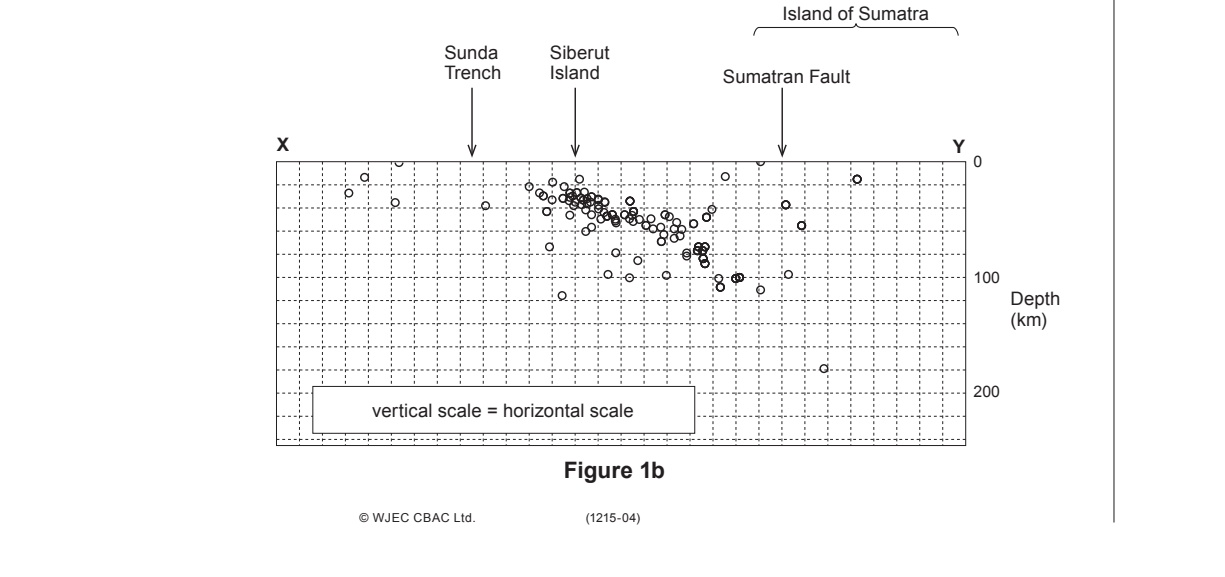 Island of Sumatra
Sunda
Trench
Siberut
Island
Sumatran Fault
X
Y
0
100
Depth
(km)
200
vertical scale = horizontal scale
Figure 1b
© WJEC CBAC Ltd.
(1215-04)